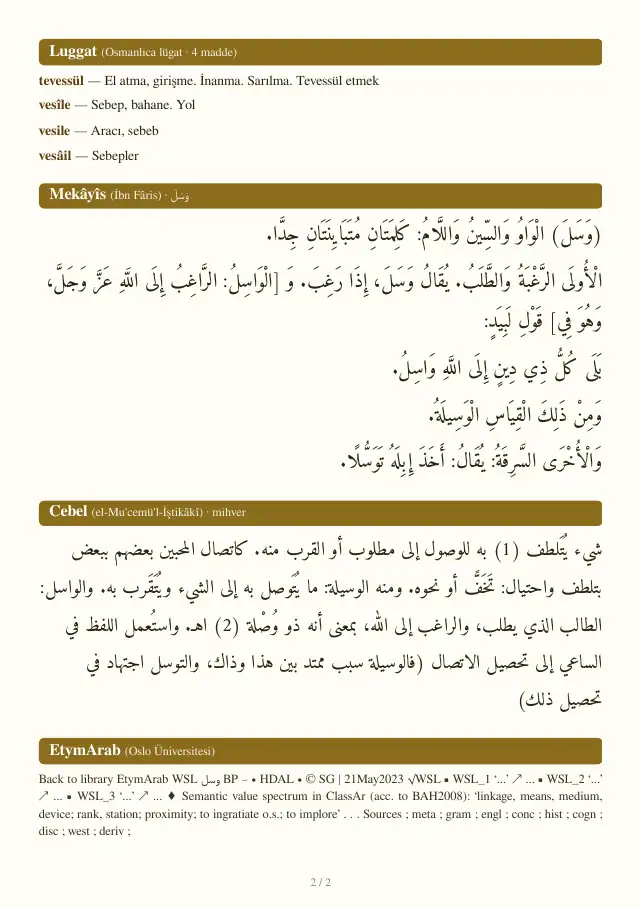 Luggat (Osmanlıca lügat · 4 madde)
tevessül — El atma, girişme. İnanma. Sarılma. Tevessül etmek
vesîle — Sebep, bahane. Yol
vesile — Aracı, sebeb
vesâil — Sebepler
Mekâyîs (İbn Fâris) · وَسَلَ
(وَسَلَ) الْوَاوُ وَالسِّينُ وَاللَّامُ: كَلِمَتَانِ مُتَبَايِنَتَانِ جِدًّا.
الْأُولَى الرَّغْبَةُ وَالطَّلَبُ. يُقَالُ وَسَلَ، إِذَا رَغِبَ. وَ [الْوَاسِلُ: الرَّاغِبُ إِلَى اللَّهِ عَزَّ وَجَلَّ،
وَهُوَ فِي] قَوْلِ لَبِيَدٍ:
بَلَى كُلُّ ذِي دِينٍ إِلَى اللَّهِ وَاسِلُ.
وَمِنْ ذَلِكَ الْقِيَاسِ الْوَسِيلَةُ.
وَالْأُخْرَى السَّرِقَةُ: يُقَالُ: أَخَذَ إِبِلَهُ تَوَسُّلًا.
Cebel (el-Mu'cemü'l-İştikâkî) · mihver
شيء يُتَلطف (1) به للوصول إلى مطلوب أو القرب منه. كاتصال المحبين بعضهم ببعض
بتلطف واحتيال: تَخَفٍّ أو نحوه. ومنه الوسيلة: ما يُتَوصل به إلى الشيء ويُتَقَرب به. والواسل:
الطالب الذي يطلب، والراغب إلى الله، بمعنى أنه ذو وُصْلة (2) اهـ. واستُعمل اللفظ في
الساعي إلى تحصيل الاتصال (فالوسيلة سبب ممتد بين هذا وذاك، والتوسل اجتهاد في
تحصيل ذلك)
EtymArab (Oslo Üniversitesi)
Back to library EtymArab WSL وسل BP – • HDAL • © SG | 21May2023 √WSL ▪ WSL_1 ‘...’ ↗ ... ▪ WSL_2 ‘...’
↗ ... ▪ WSL_3 ‘...’ ↗ ... ♦ Semantic value spectrum in ClassAr (acc. to BAH2008): ‘linkage, means, medium,
device; rank, station; proximity; to ingratiate o.s.; to implore’ . . . Sources ; meta ; gram ; engl ; conc ; hist ; cogn ;
disc ; west ; deriv ;
2 / 2